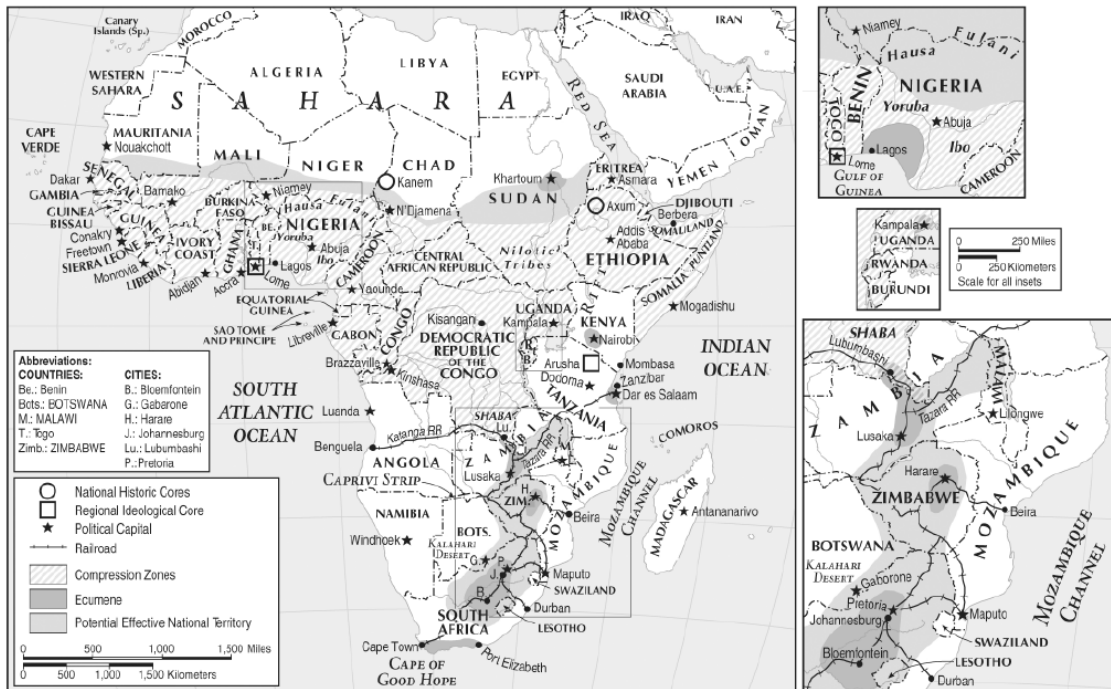 Canary
Islands (Sp.)
MOROCCO
WESTERN
SAHARA
ALGERIA
LIBYA
EGYPT
IRAQ
IRAN
SAUDI
ARABIA
U.A.E.
OMAN
YEMEN
RED SEA
SAHARA
CAPE
VERDE
MAURITANIA
Nouakchott
MALI
NIGER
CHAD
Kanem
Khartoum
SUDAN
ERITREA
Asmara
Axum
DJIBOUTI
Berbera
SOMALILAND
PUNTLAND
SOMALIA
Mogadishu
Addis
Ababa
ETHIOPIA
RIFT
Dakar
SENEGAL
GAMBIA
GUINEA
BISSAU
Bamako
GUINEA
Conakry
Freetown
SIERRA LEONE
Monrovia
LIBERIA
IVORY
COAST
Abidjan
BURKINA
FASO
GHANA
Accra
T.
BE.
Lome
Niamey
Hausa
Fulani
NIGERIA
Yoruba
Abuja
Ibo
Lagos
N'Djamena
CAMEROON
Yaounde
CENTRAL
AFRICAN REPUBLIC
Nilotic
Tribes
EQUATORIAL
GUINEA
SAO TOME
AND PRINCIPE
Libreville
GABON
CONGO
Brazzaville
Kinshasa
Kisangani
DEMOCRATIC
REPUBLIC
OF THE
CONGO
UGANDA
Kampala
KENYA
Nairobi
R.
B.
Arusha
Mombasa
Dodoma
Zanzibar
Dar es Salaam
TANZANIA
INDIAN
OCEAN
SOUTH
ATLANTIC
OCEAN
Luanda
Benguela
Katanga RR
SHABA
Lu.
ANGOLA
CAPRIVI STRIP
ZAMBIA
Tazara RR
Lusaka
M.
COMOROS
MOZAMBIQUE
MOZAMBIQUE
CHANNEL
MADAGASCAR
Antananarivo
H.
ZIM.
Beira
NAMIBIA
Windhoek
BOTS.
KALAHARI
DESERT
G.
P.
J.
B.
Maputo
SWAZILAND
Durban
LESOTHO
SOUTH
AFRICA
Cape Town
CAPE OF
GOOD HOPE
Port Elizabeth
Abbreviations:
COUNTRIES: CITIES:
Be.: Benin B.: Bloemfontein
Bots.: BOTSWANA G.: Gabarone
M.: MALAWI H.: Harare
T.: Togo J.: Johannesburg
Zimb.: ZIMBABWE Lu.: Lubumbashi
P.: Pretoria
National Historic Cores
Regional Ideological Core
Political Capital
Railroad
Compression Zones
Ecumene
Potential Effective National Territory
0 500 1,000 1,500 Miles
0 500 1,000 1,500 Kilometers
Niamey
Hausa
Fulani
NIGERIA
BENIN
TOGO
Yoruba
Abuja
Lagos
Ibo
Lome
GULF OF
GUINEA
CAMEROON
Kampala
UGANDA
RWANDA
BURUNDI
0 250 Miles
0 250 Kilometers
Scale for all insets
SHABA
Lubumbashi
ZAMBIA
MALAWI
Tazara RR
Lilongwe
Lusaka
Harare
ZIMBABWE
MOZAMBIQUE
Beira
BOTSWANA
KALAHARI
DESERT
Gaborone
Pretoria
Johannesburg
Maputo
SWAZILAND
Bloemfontein
LESOTHO
Durban
MOZAMBIQUE
CHANNEL